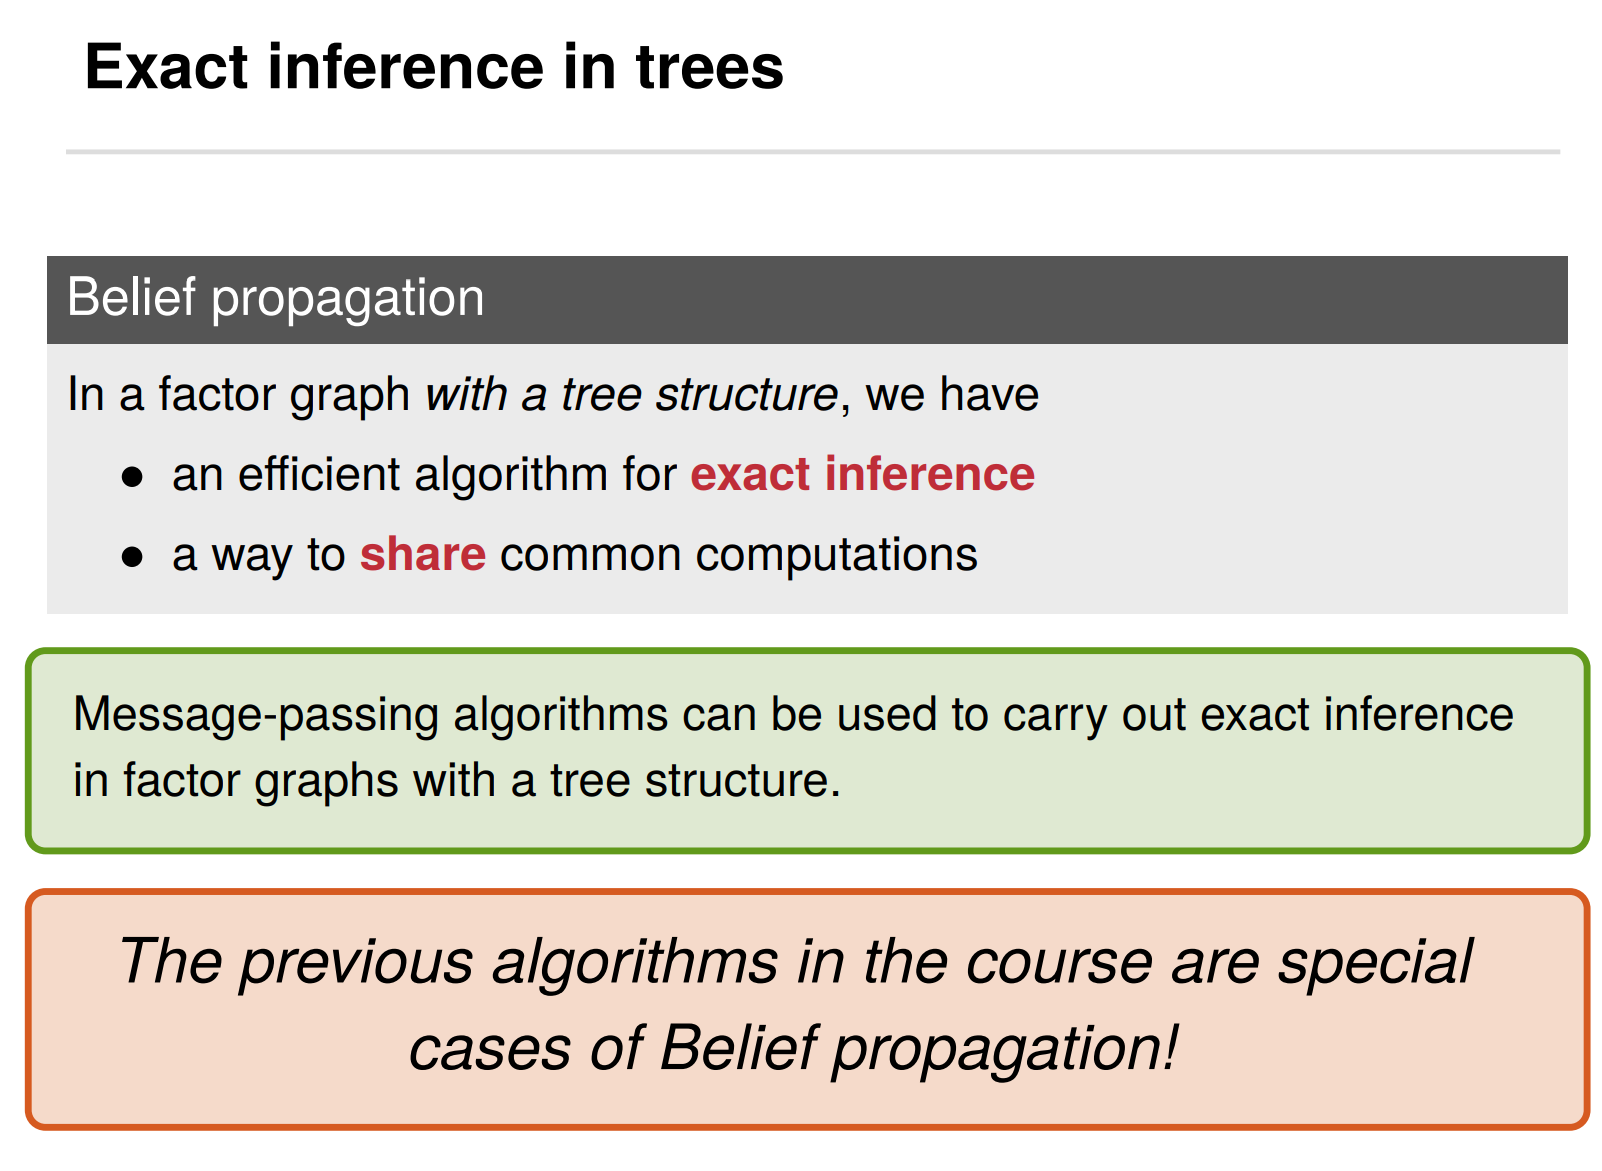 Exact inference in trees
Belief propagation
In a factor graph with a tree structure, we have
● an efficient algorithm for exact inference
● a way to share common computations
Message-passing algorithms can be used to carry out exact inference
in factor graphs with a tree structure.
The previous algorithms in the course are special
cases of Belief propagation!